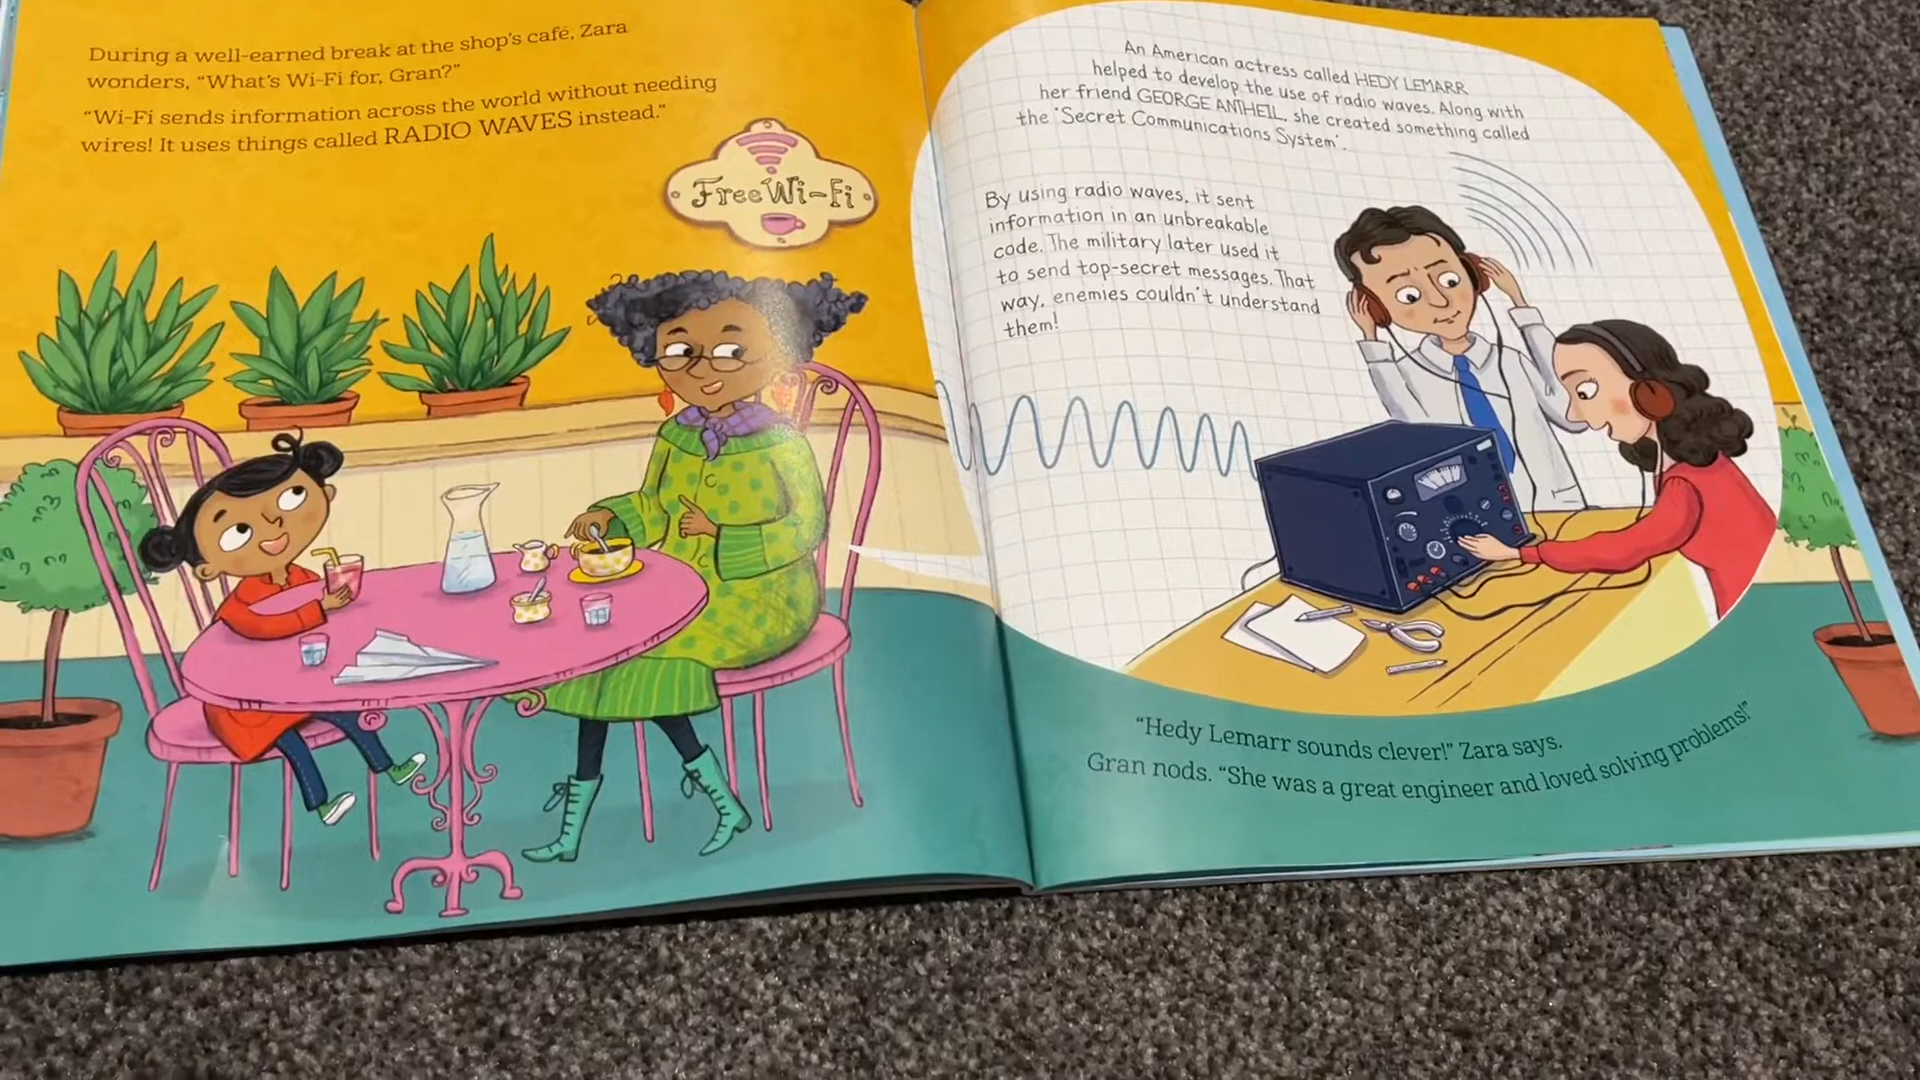 During a well-earned break at the shop's café, Zara
wonders, "What's Wi-Fi for, Gran?"
"Wi-Fi sends information across the world without needing
wires! It uses things called RADIO WAVES instead."
Free Wi-Fi
An American actress called HEDY LEMARR
helped to develop the use of radio waves. Along with
her friend GEORGE ANTHEIL, she created something called
the 'Secret Communications System'.
By using radio waves, it sent
information in an unbreakable
code. The military later used it
to send top-secret messages. That
way, enemies couldn't understand
them!
"Hedy Lemarr sounds clever!" Zara says.
Gran nods. "She was a great engineer and loved solving problems!"